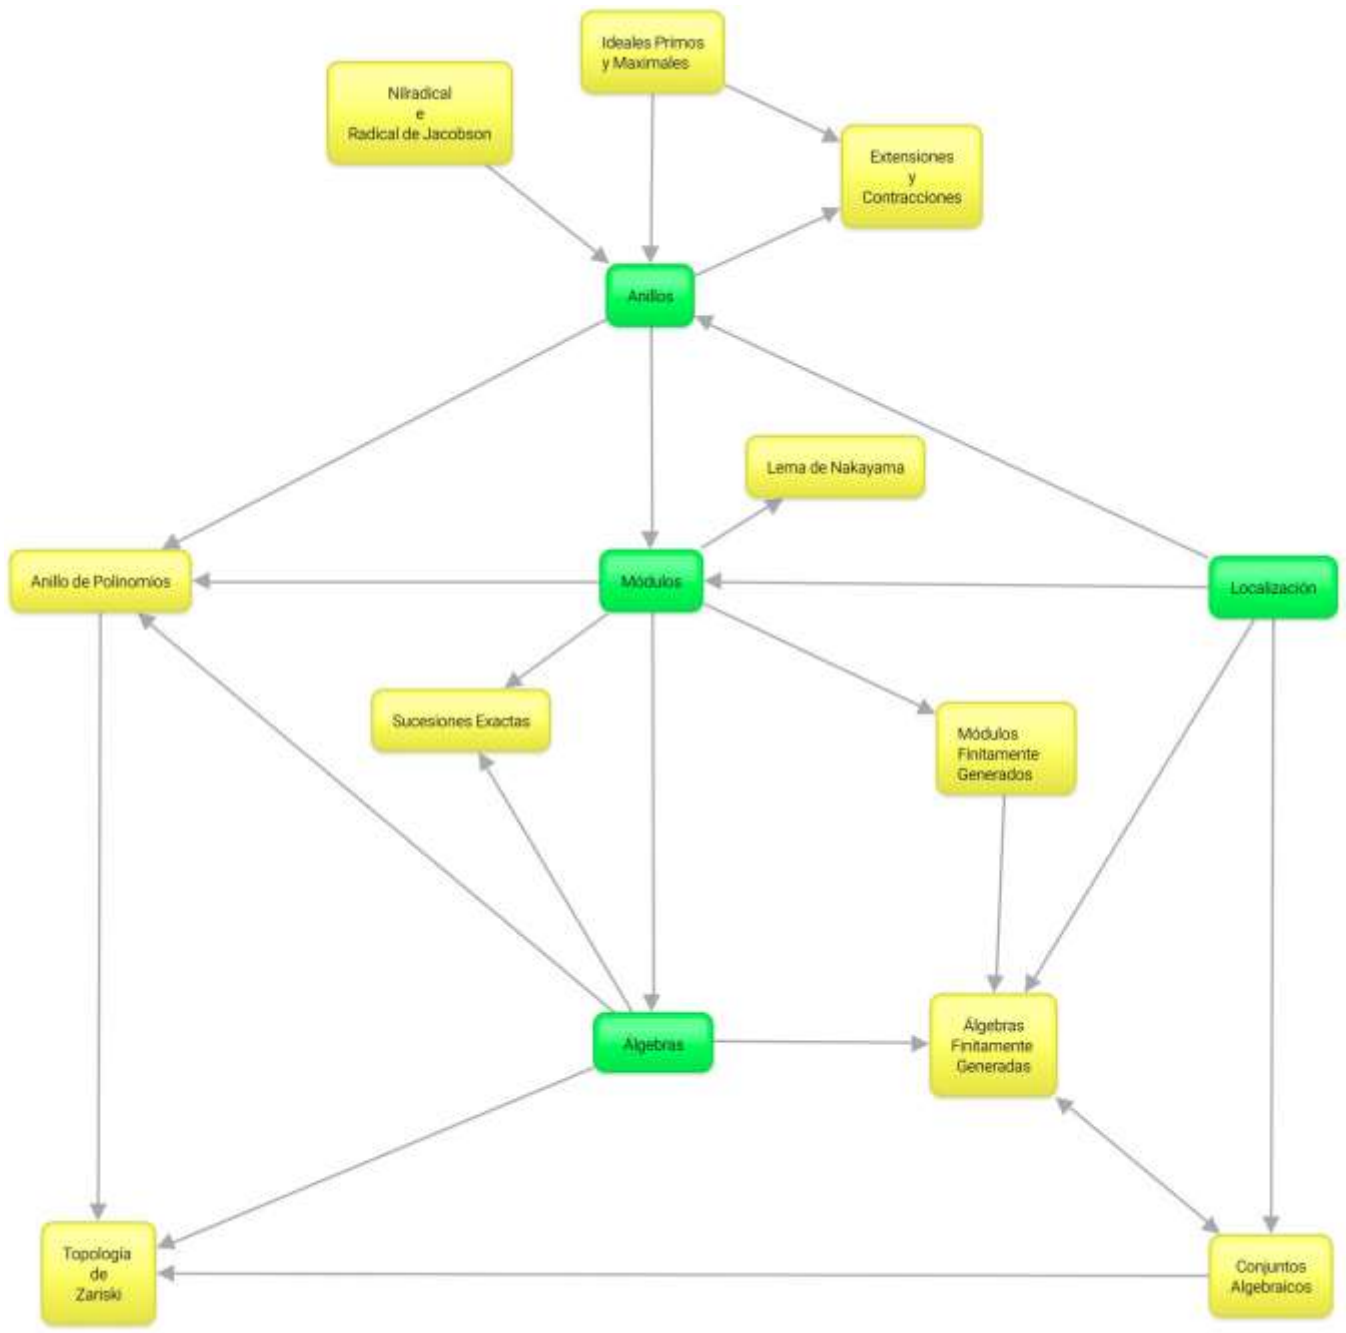 Ideales Primos
y Maximales
Nilradical
e
Radical de Jacobson
Extensiones
y
Contracciones
Anillos
Lema de Nakayama
Anillo de Polinomios
Módulos
Localización
Sucesiones Exactas
Módulos
Finitamente
Generados
Álgebras
Álgebras
Finitamente
Generadas
Topología
de
Zariski
Conjuntos
Algebraicos